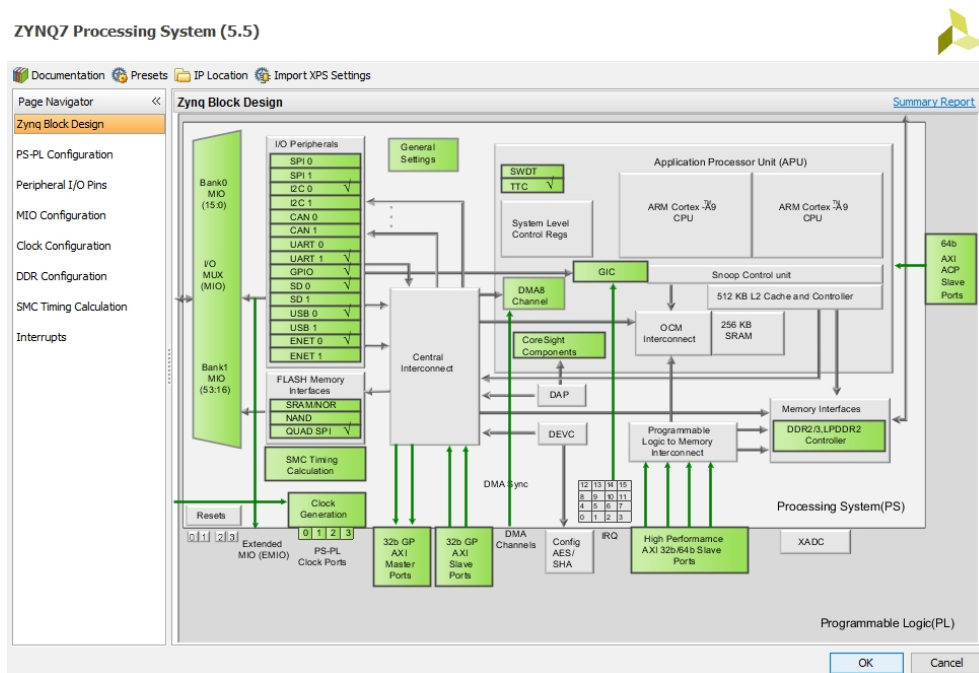 ZYNQ7 Processing System (5.5)
Documentation Presets IP Location Import XPS Settings
Page Navigator «
Zynq Block Design
PS-PL Configuration
Peripheral I/O Pins
MIO Configuration
Clock Configuration
DDR Configuration
SMC Timing Calculation
Interrupts
Zynq Block Design
Summary Report
Bank0
MIO
(15:0)
I/O
MUX
(MIO)
Bank1
MIO
(53:16)
I/O Peripherals
SPI 0
SPI 1
I2C 0 √
I2C 1
CAN 0
CAN 1
UART 0
UART 1 √
GPIO √
SD 0 √
SD 1
USB 0 √
USB 1
ENET 0 √
ENET 1
FLASH Memory
Interfaces
SRAM/NOR
NAND
QUAD SPI √
SMC Timing
Calculation
Clock
Generation
0 1 2 3
PS-PL
Clock Ports
Resets
0 1 2 3
Extended
MIO (EMIO)
General
Settings
Central
Interconnect
32b GP
AXI
Master
Ports
32b GP
AXI
Slave
Ports
DMA8
Channel
CoreSight
Components
DAP
DEVC
DMA Sync
DMA
Channels
Config
AES/
SHA
IRQ
12 13 14 15
8 9 10 11
4 5 6 7
0 1 2 3
Application Processor Unit (APU)
SWDT
TTC √
System Level
Control Regs
ARM Cortex -A9
CPU
ARM Cortex -A9
CPU
GIC
Snoop Control unit
512 KB L2 Cache and Controller
OCM
Interconnect
256 KB
SRAM
64b
AXI
ACP
Slave
Ports
Memory Interfaces
DDR2/3,LPDDR2
Controller
Programmable
Logic to Memory
Interconnect
High Performance
AXI 32b/64b Slave
Ports
Processing System(PS)
XADC
Programmable Logic(PL)
OK Cancel